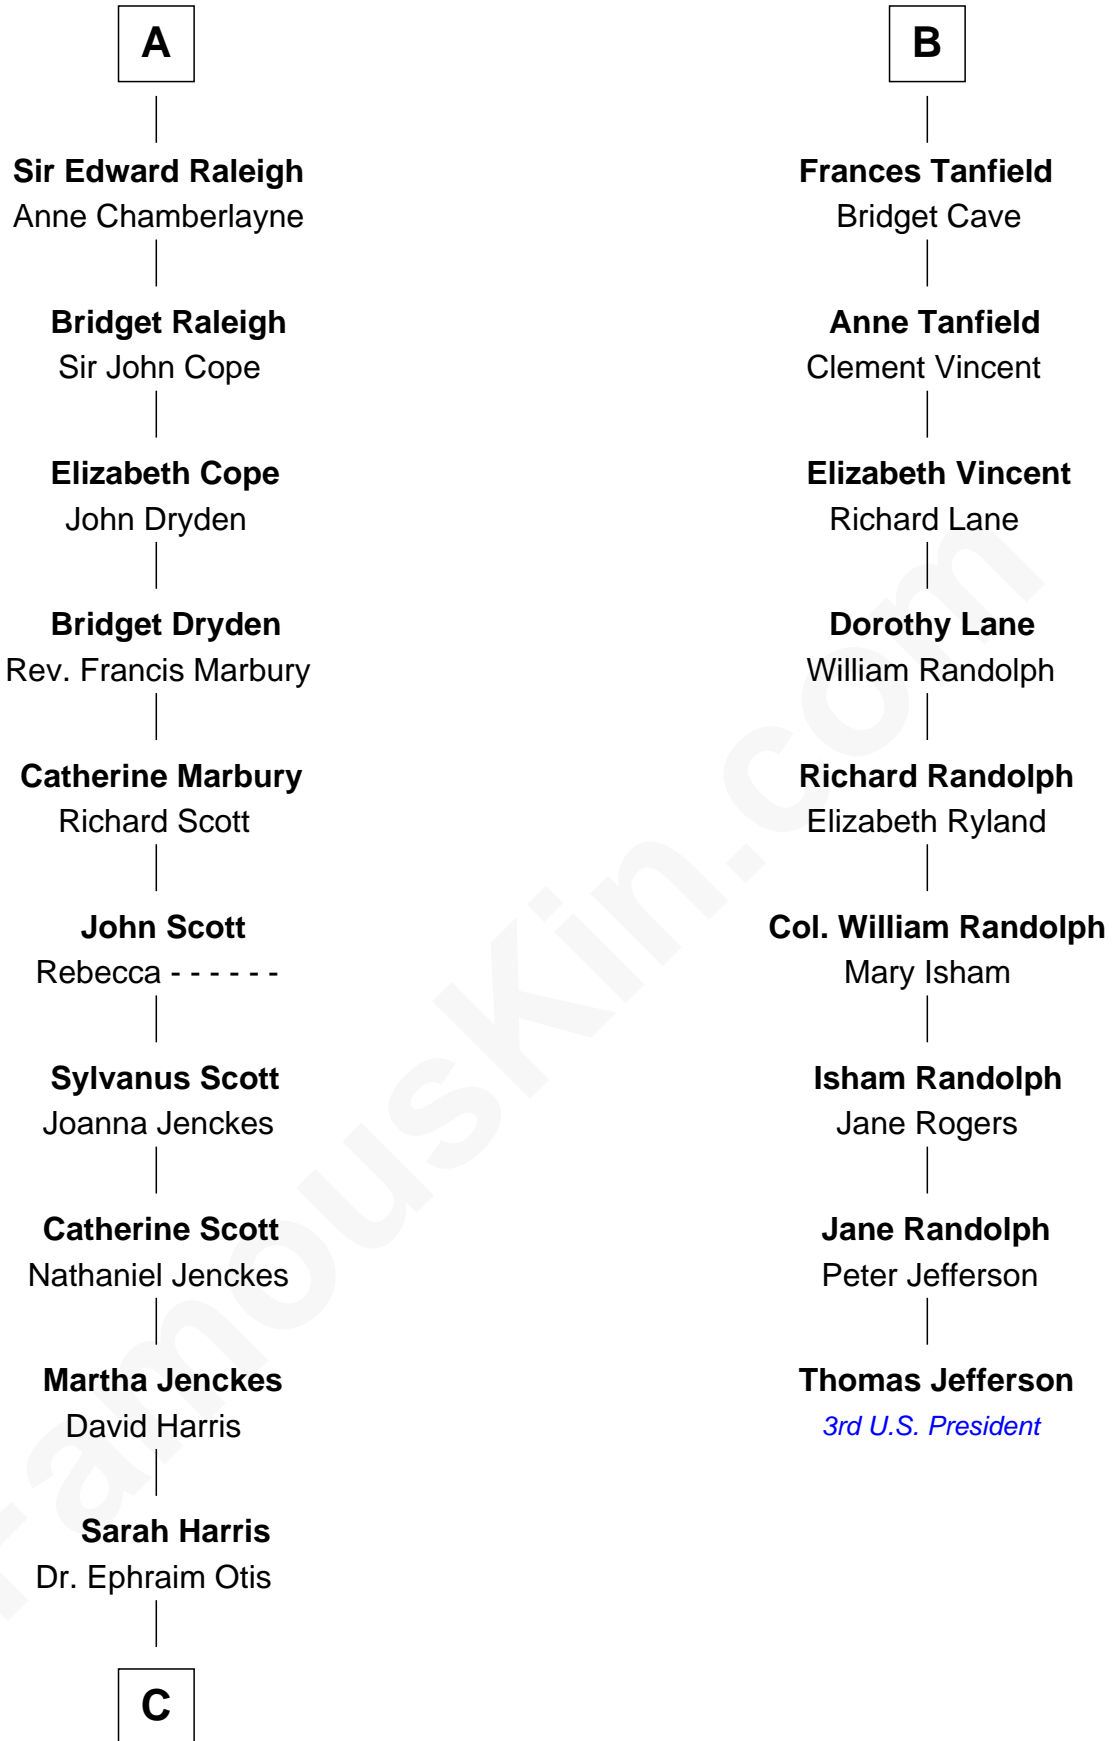 A
Sir Edward Raleigh
Anne Chamberlayne
Bridget Raleigh
Sir John Cope
Elizabeth Cope
John Dryden
Bridget Dryden
Rev. Francis Marbury
Catherine Marbury
Richard Scott
John Scott
Rebecca - - - - - -
Sylvanus Scott
Joanna Jenckes
Catherine Scott
Nathaniel Jenckes
Martha Jenckes
David Harris
Sarah Harris
Dr. Ephraim Otis
C
B
Frances Tanfield
Bridget Cave
Anne Tanfield
Clement Vincent
Elizabeth Vincent
Richard Lane
Dorothy Lane
William Randolph
Richard Randolph
Elizabeth Ryland
Col. William Randolph
Mary Isham
Isham Randolph
Jane Rogers
Jane Randolph
Peter Jefferson
Thomas Jefferson
3rd U.S. President
FamousKin.com